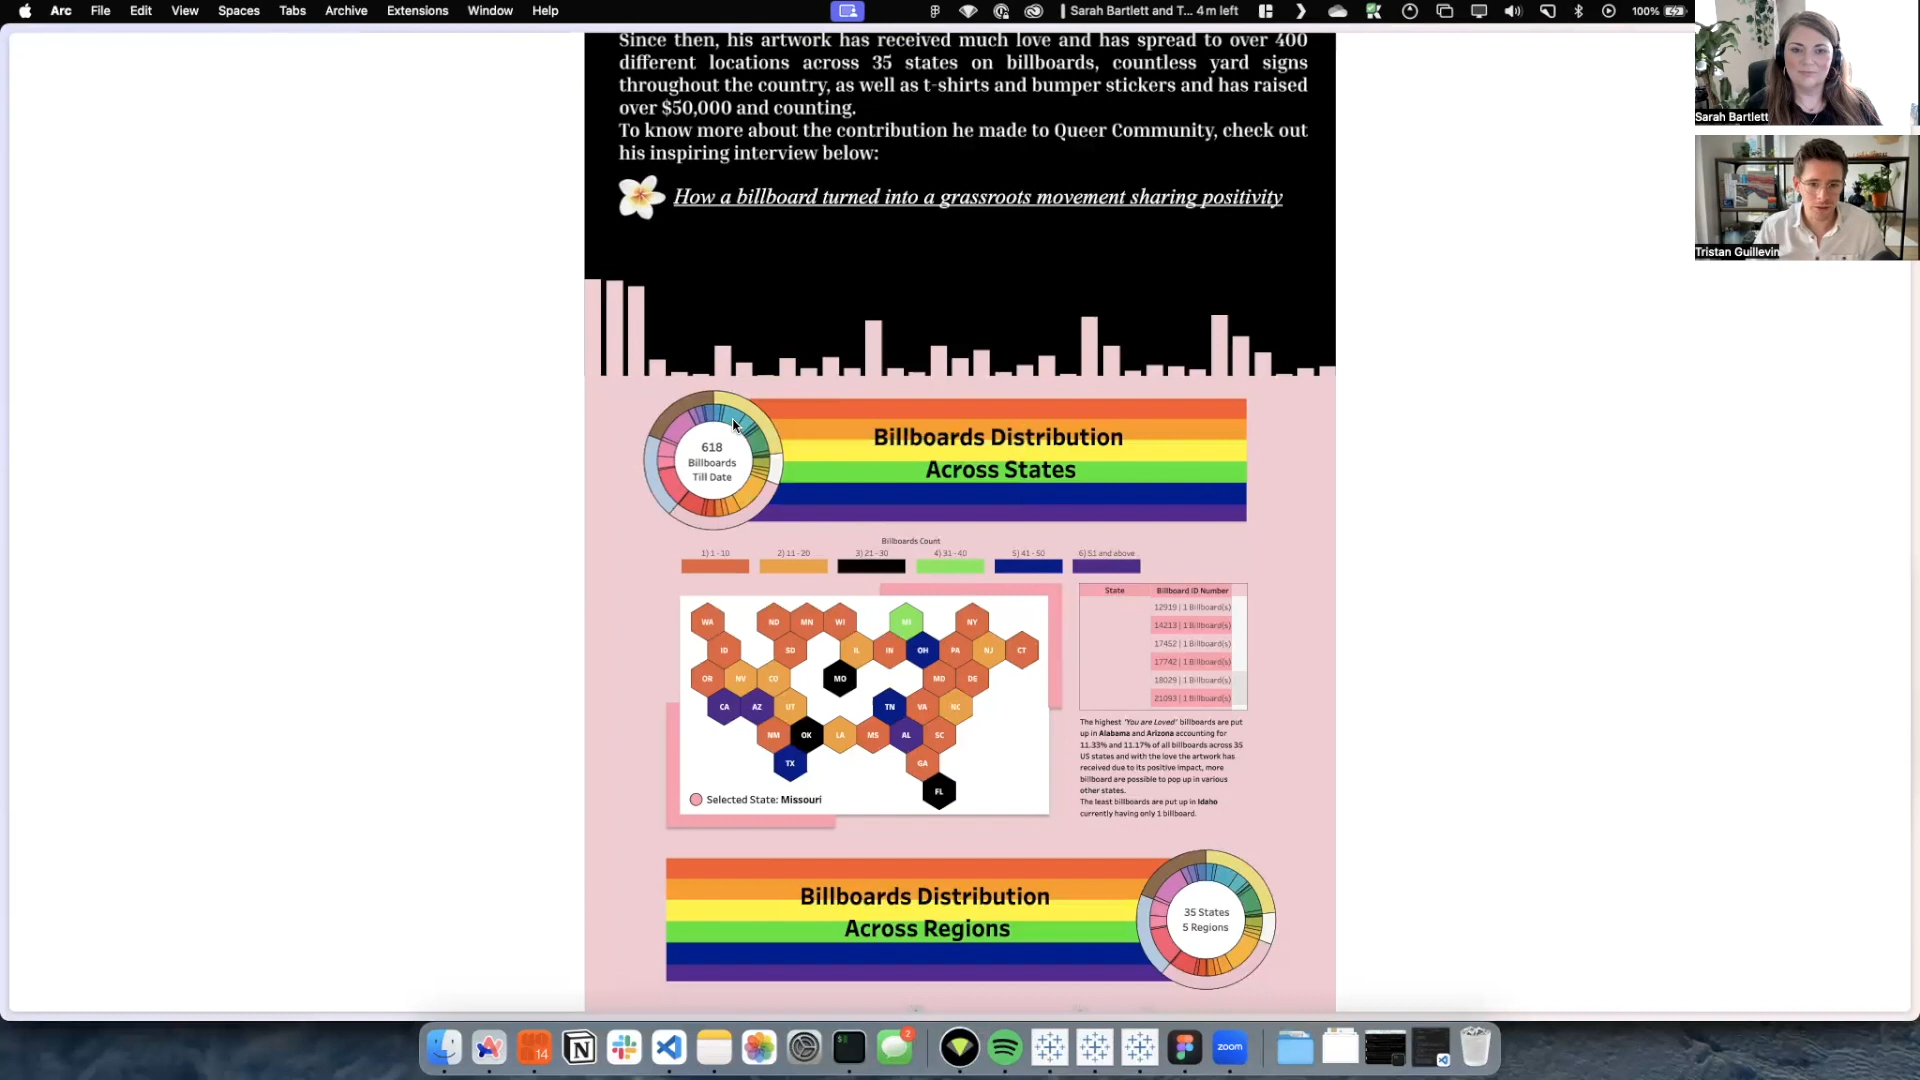 Arc File Edit View Spaces Tabs Archive Extensions Window Help
Sarah Bartlett and T... 4 m left
100%
Sarah Bartlett
Tristan Guillevin
Since then, his artwork has received much love and has spread to over 400
different locations across 35 states on billboards, countless yard signs
throughout the country, as well as t-shirts and bumper stickers and has raised
over $50,000 and counting.
To know more about the contribution he made to Queer Community, check out
his inspiring interview below:
How a billboard turned into a grassroots movement sharing positivity
618
Billboards
Till Date
Billboards Distribution
Across States
Billboards Count
1) 1 - 10
2) 11 - 20
3) 21 - 30
4) 31 - 40
5) 41 - 50
6) 51 and above
WA ND MN WI MI NY
ID SD IL IN OH PA NJ CT
OR NV CO MO MD DE
CA AZ UT TN VA NC
NM OK LA MS AL SC
TX GA
FL
Selected State: Missouri
State Billboard ID Number
12919 | 1 Billboard(s)
14213 | 1 Billboard(s)
17452 | 1 Billboard(s)
17742 | 1 Billboard(s)
18029 | 1 Billboard(s)
21093 | 1 Billboard(s)
The highest "You are Loved" billboards are put
up in Alabama and Arizona accounting for
11.33% and 11.17% of all billboards across 35
US states and with the love the artwork has
received due to its positive impact, more
billboard are possible to pop up in various
other states.
The least billboards are put up in Idaho
currently having only 1 billboard.
Billboards Distribution
Across Regions
35 States
5 Regions
14
2
zoom